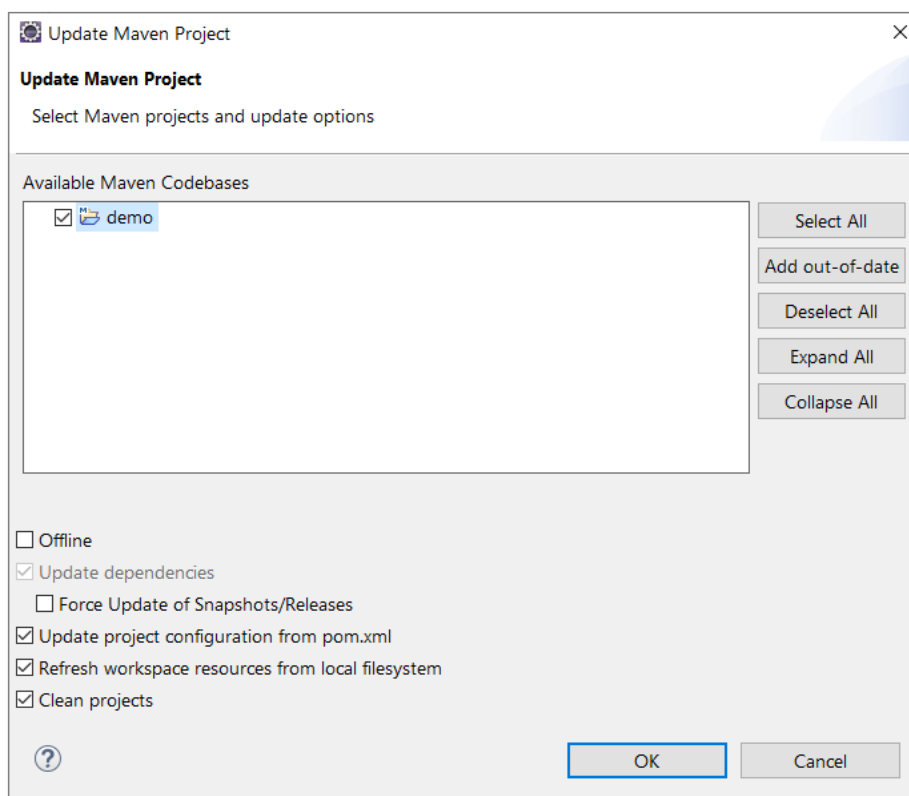 Update Maven Project
Update Maven Project
Select Maven projects and update options
Available Maven Codebases
demo
Select All
Add out-of-date
Deselect All
Expand All
Collapse All
Offline
Update dependencies
Force Update of Snapshots/Releases
Update project configuration from pom.xml
Refresh workspace resources from local filesystem
Clean projects
?
OK
Cancel